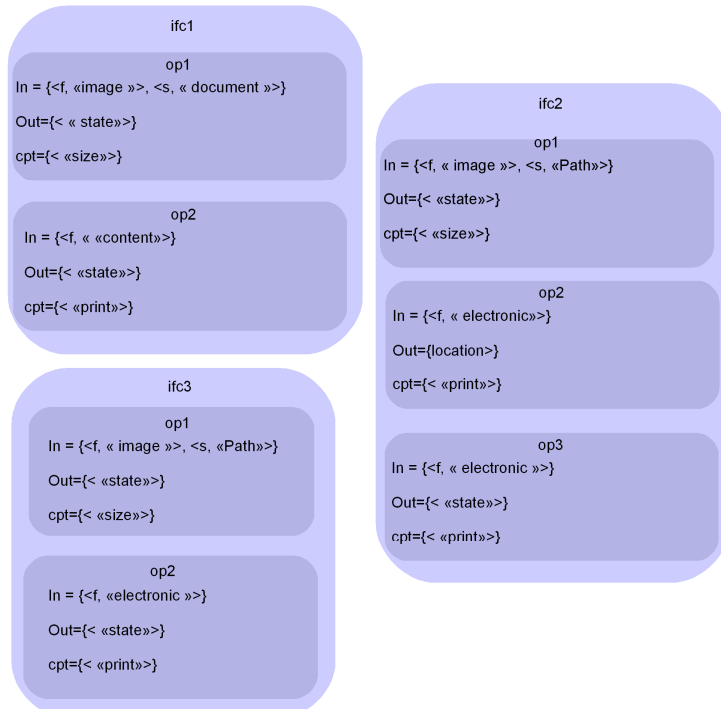 ifc1
op1
In = {<f, «image »>, <s, « document »>}
Out={< « state»>}
cpt={< «size»>}
op2
In = {<f, « «content»>}
Out={< «state»>}
cpt={< «print»>}
ifc3
op1
In = {<f, « image »>, <s, «Path»>}
Out={< «state»>}
cpt={< «size»>}
op2
In = {<f, «electronic »>}
Out={< «state»>}
cpt={< «print»>}
ifc2
op1
In = {<f, « image »>, <s, «Path»>}
Out={< «state»>}
cpt={< «size»>}
op2
In = {<f, « electronic»>}
Out={location>}
cpt={< «print»>}
op3
In = {<f, « electronic »>}
Out={< «state»>}
cpt={< «print»>}